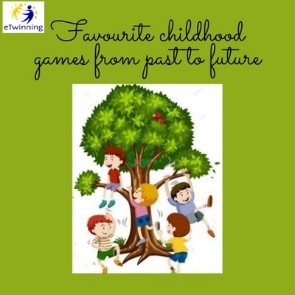 eTwinning
Favourite childhood
games from past to future